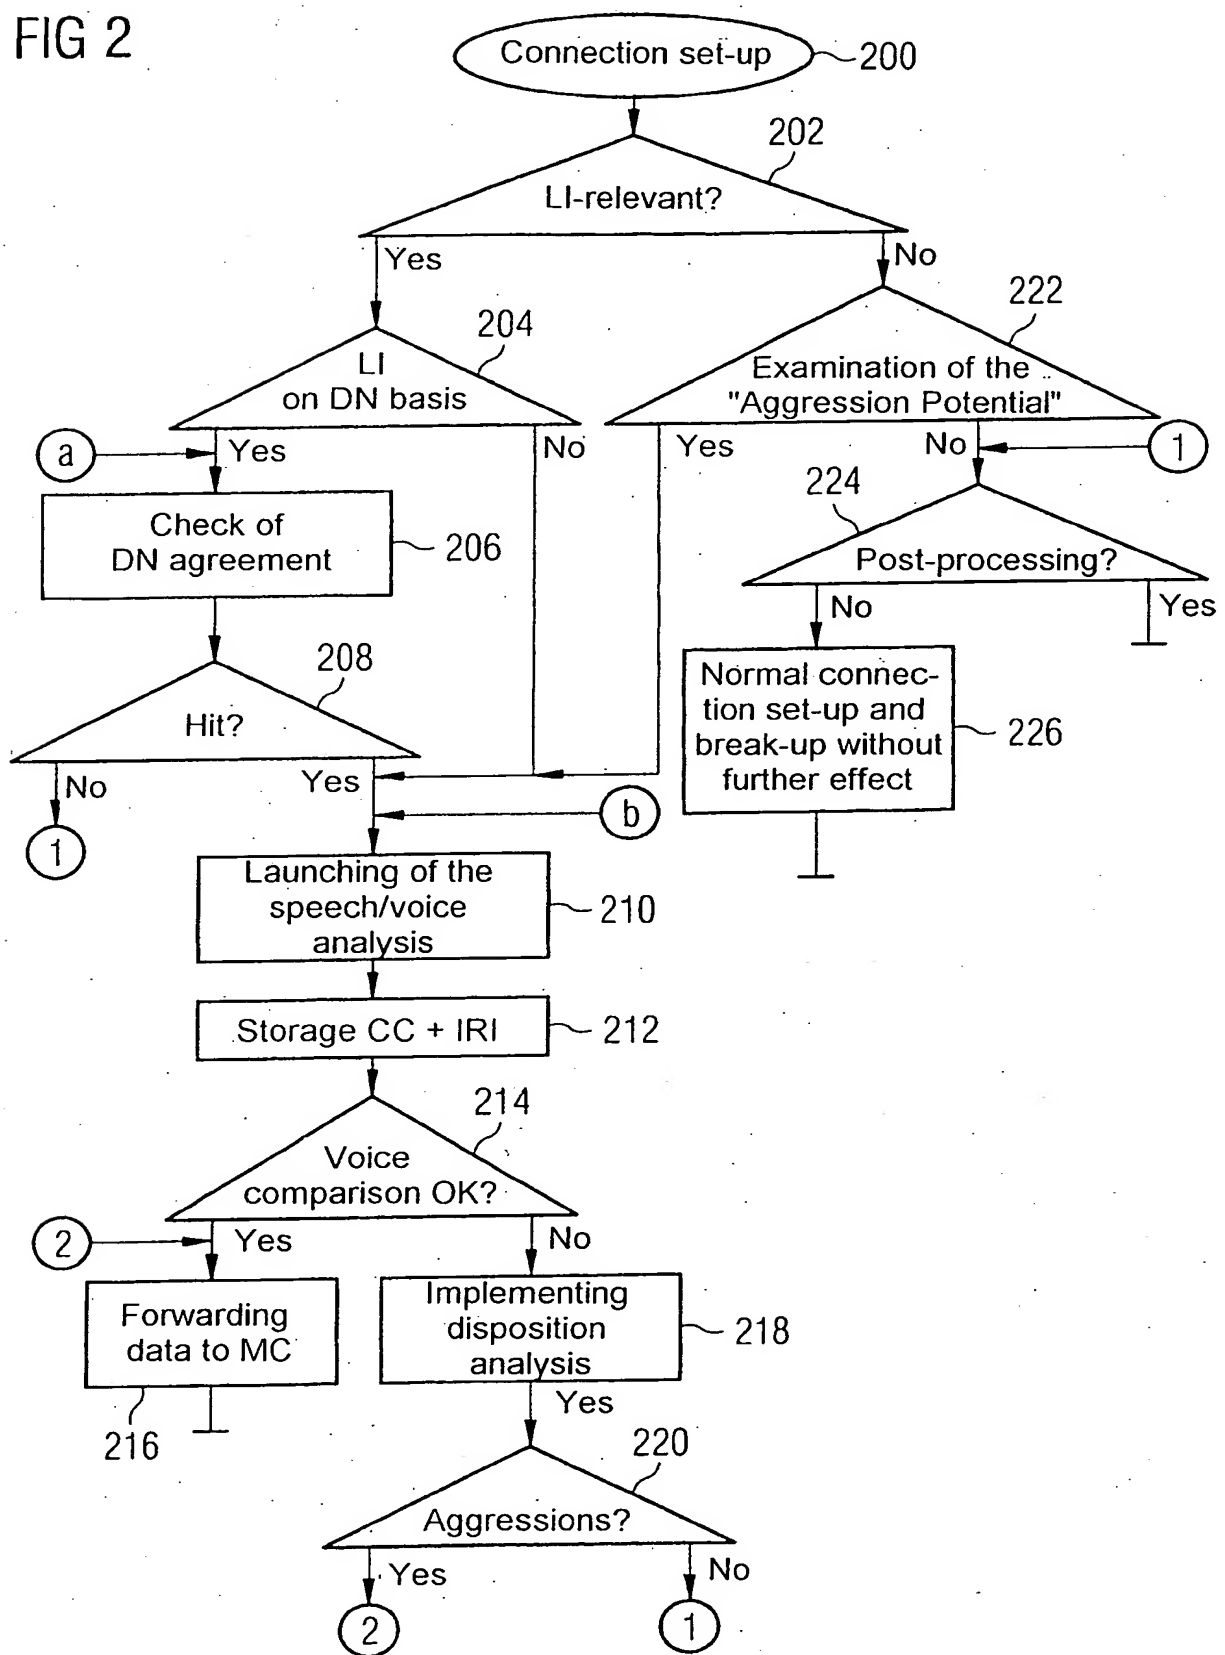 FIG 2
Connection set-up
200
202
LI-relevant?
Yes
No
204
222
LI
on DN basis
Examination of the
"Aggression Potential"
a
Yes
No
Yes
No
1
224
Check of
DN agreement
206
Post-processing?
No
Yes
208
Hit?
Normal connec-
tion set-up and
break-up without
further effect
226
No
Yes
1
b
Launching of the
speech/voice
analysis
210
Storage CC + IRI
212
214
Voice
comparison OK?
2
Yes
No
Forwarding
data to MC
Implementing
disposition
analysis
218
216
Yes
220
Aggressions?
Yes
No
2
1